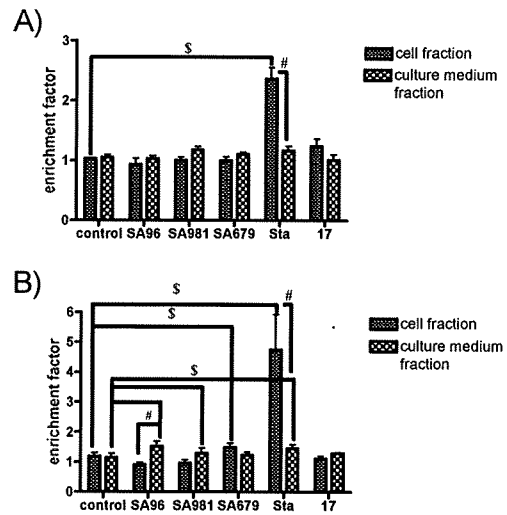 A)
3
2
1
0
enrichment factor
$
#
control SA96 SA981 SA679 Sta 17
cell fraction
culture medium
fraction
B)
6
5
4
3
2
1
0
enrichment factor
$
#
$
$
#
control SA96 SA981 SA679 Sta 17
cell fraction
culture medium
fraction